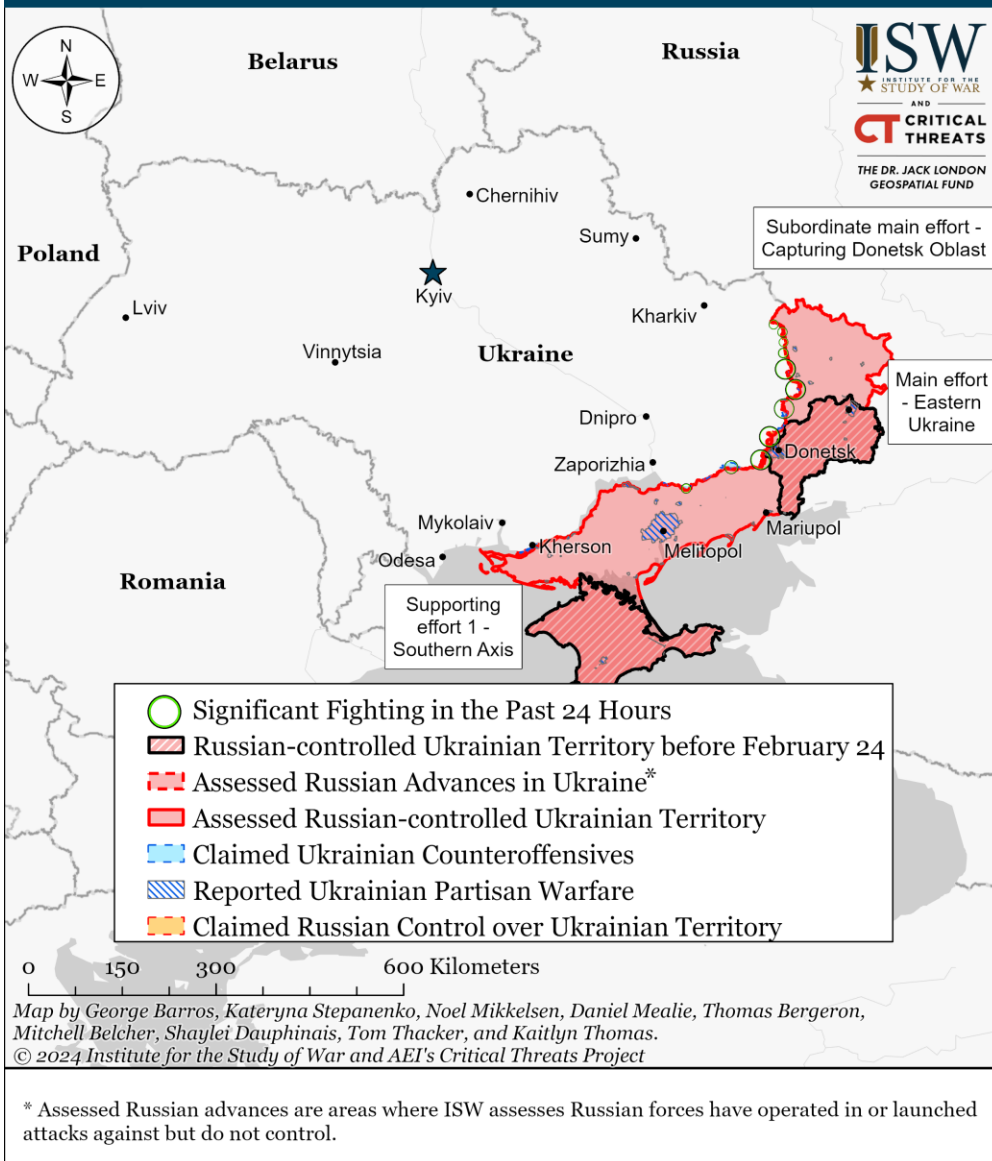 N
W
E
S
Belarus
Russia
ISW
INSTITUTE FOR THE
STUDY OF WAR
AND
CT CRITICAL
THREATS
THE DR. JACK LONDON
GEOSPATIAL FUND
Chernihiv
Subordinate main effort -
Capturing Donetsk Oblast
Sumy
Poland
Kyiv
Lviv
Kharkiv
Vinnytsia
Ukraine
Main effort
- Eastern
Ukraine
Dnipro
Donetsk
Zaporizhia
Mykolaiv
Mariupol
Kherson
Melitopol
Odesa
Romania
Supporting
effort 1 -
Southern Axis
Significant Fighting in the Past 24 Hours
Russian-controlled Ukrainian Territory before February 24
Assessed Russian Advances in Ukraine*
Assessed Russian-controlled Ukrainian Territory
Claimed Ukrainian Counteroffensives
Reported Ukrainian Partisan Warfare
Claimed Russian Control over Ukrainian Territory
0 150 300 600 Kilometers
Map by George Barros, Kateryna Stepanenko, Noel Mikkelsen, Daniel Mealie, Thomas Bergeron,
Mitchell Belcher, Shaylei Dauphinais, Tom Thacker, and Kaitlyn Thomas.
© 2024 Institute for the Study of War and AEI's Critical Threats Project
* Assessed Russian advances are areas where ISW assesses Russian forces have operated in or launched
attacks against but do not control.